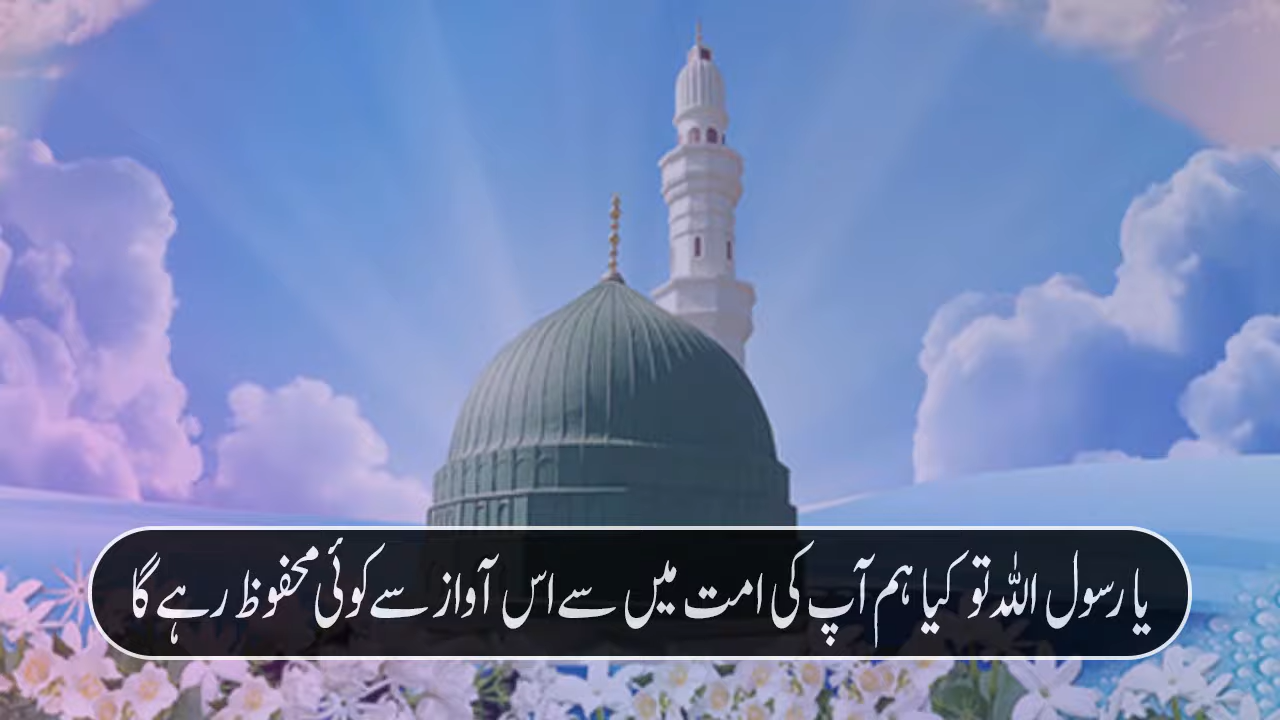 یا رسول اللہ تو کیا ہم آپ کی امت میں سے اس آواز سے کوئی محفوظ رہے گا